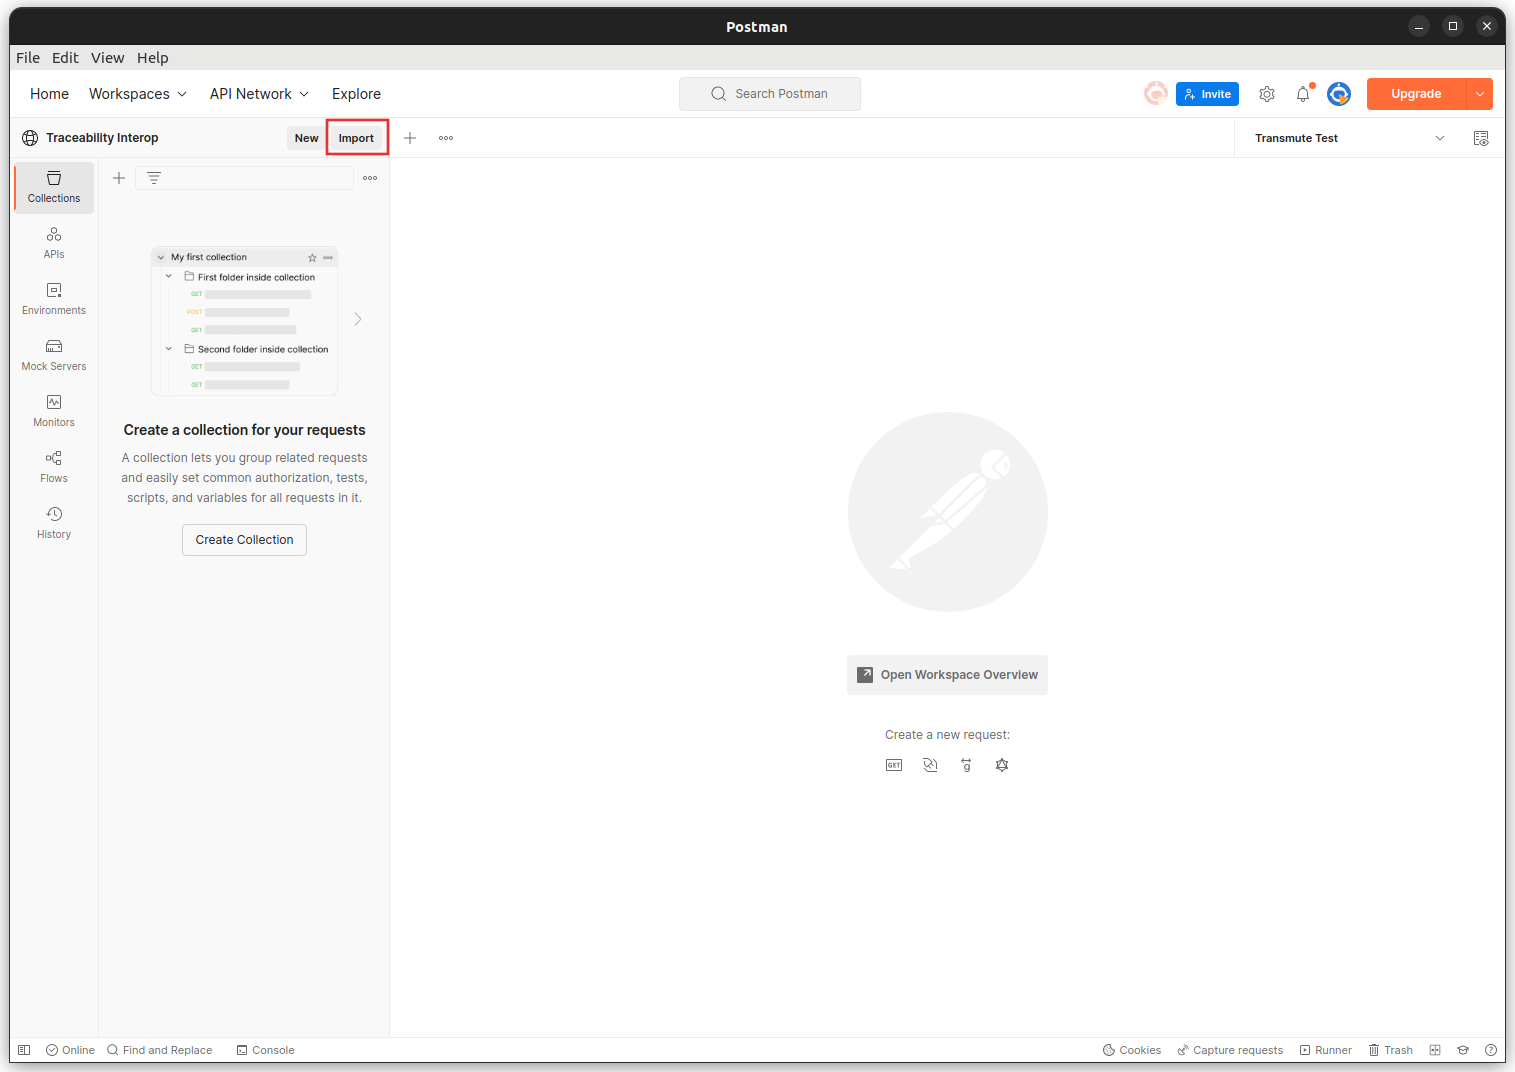 Postman
File Edit View Help
Home Workspaces API Network Explore
Search Postman
Invite
Upgrade
Traceability Interop
New
Import
Transmute Test
Collections
APIs
Environments
Mock Servers
Monitors
Flows
History
My first collection
First folder inside collection
GET
POST
GET
Second folder inside collection
GET
GET
Create a collection for your requests
A collection lets you group related requests
and easily set common authorization, tests,
scripts, and variables for all requests in it.
Create Collection
Open Workspace Overview
Create a new request:
GET
g
Online Find and Replace Console
Cookies Capture requests Runner Trash